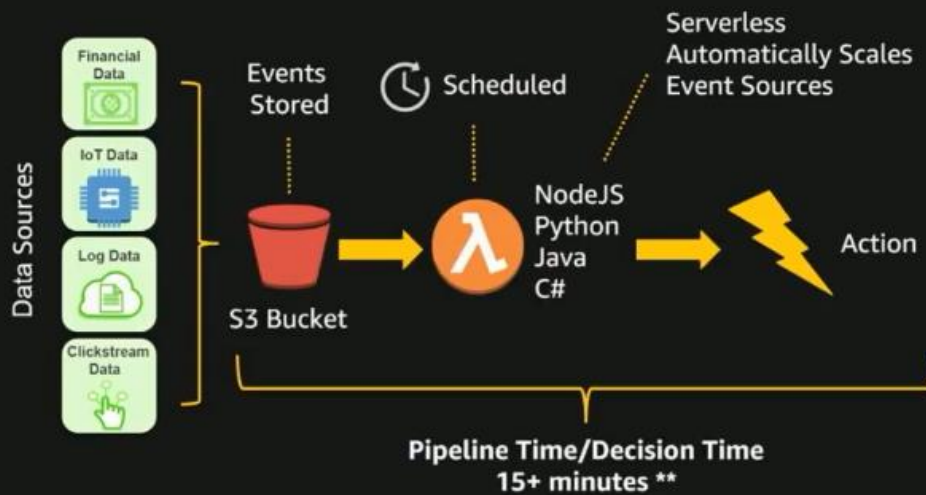 Data Sources
Financial
Data
IoT Data
Log Data
Clickstream
Data
Events
Stored
S3 Bucket
Scheduled
λ
NodeJS
Python
Java
C#
Serverless
Automatically Scales
Event Sources
Action
Pipeline Time/Decision Time
15+ minutes **